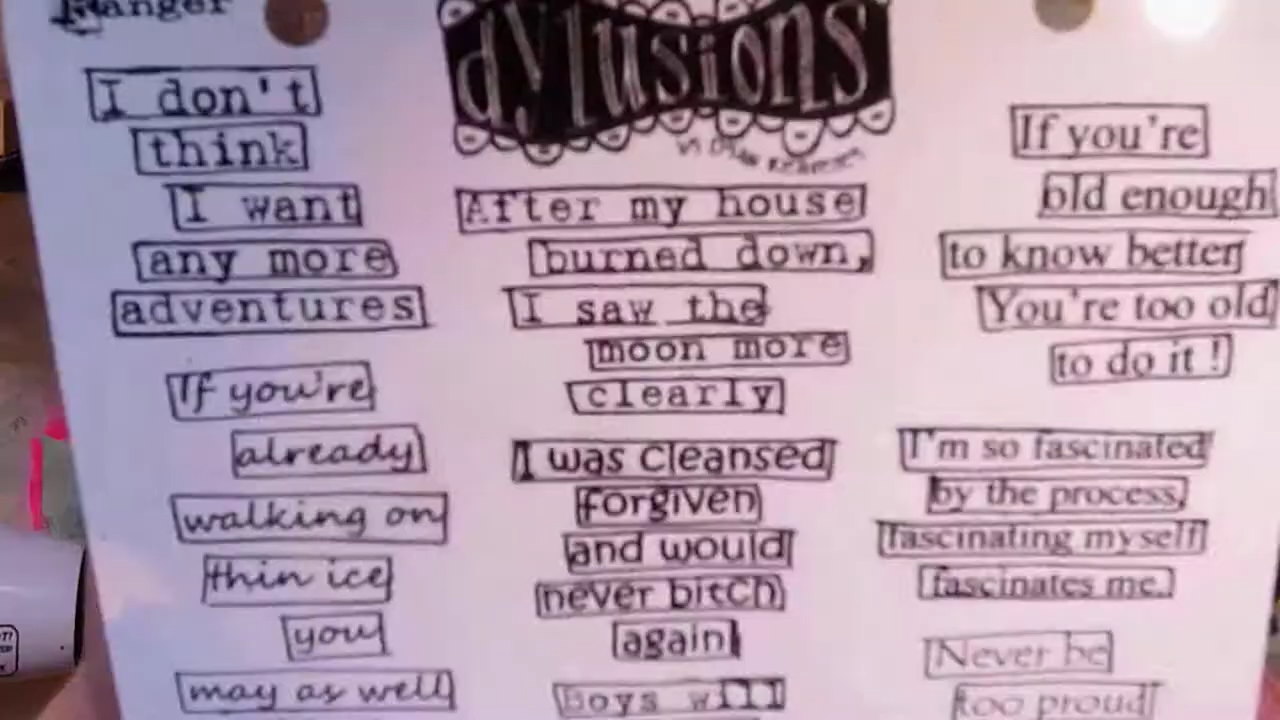 Ranger
dylusions
I don't
think
I want
any more
adventures
If you're
already
walking on
thin ice
you
may as well
After my house
burned down,
I saw the
moon more
clearly
I was cleansed
forgiven
and would
never bitch
again
Boys will
If you're
old enough
to know better
You're too old
to do it !
I'm so fascinated
by the process,
fascinating myself
fascinates me.
Never be
too proud